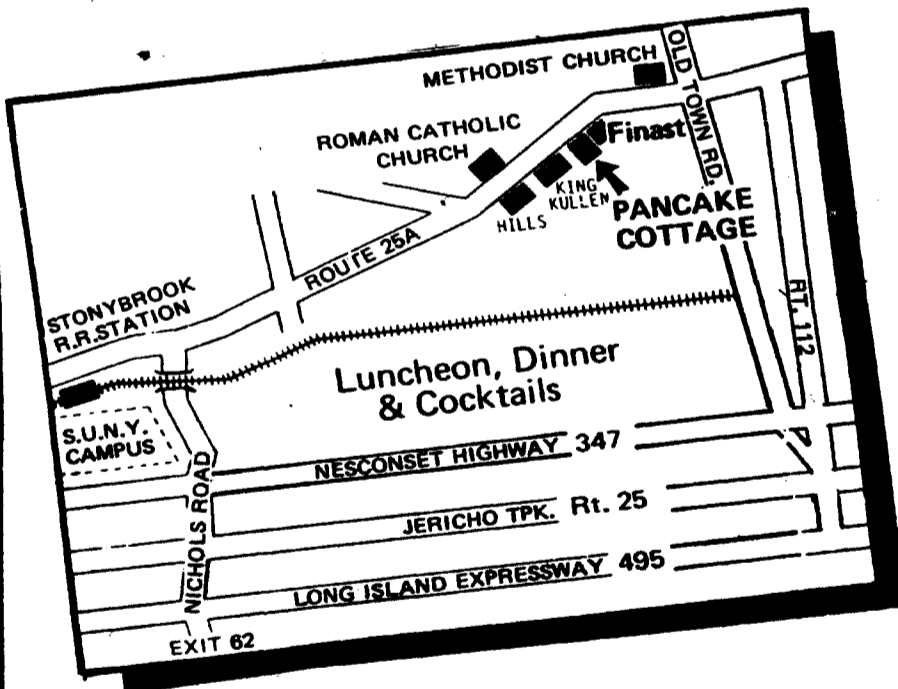 METHODIST CHURCH
OLD TOWN RD.
ROMAN CATHOLIC
CHURCH
Finast
KING
KULLEN
HILLS
PANCAKE
COTTAGE
ROUTE 25A
RT. 112
STONYBROOK
R.R.STATION
Luncheon, Dinner
& Cocktails
S.U.N.Y.
CAMPUS
NESCONSET HIGHWAY 347
NICHOLS ROAD
JERICHO TPK. Rt. 25
LONG ISLAND EXPRESSWAY 495
EXIT 62